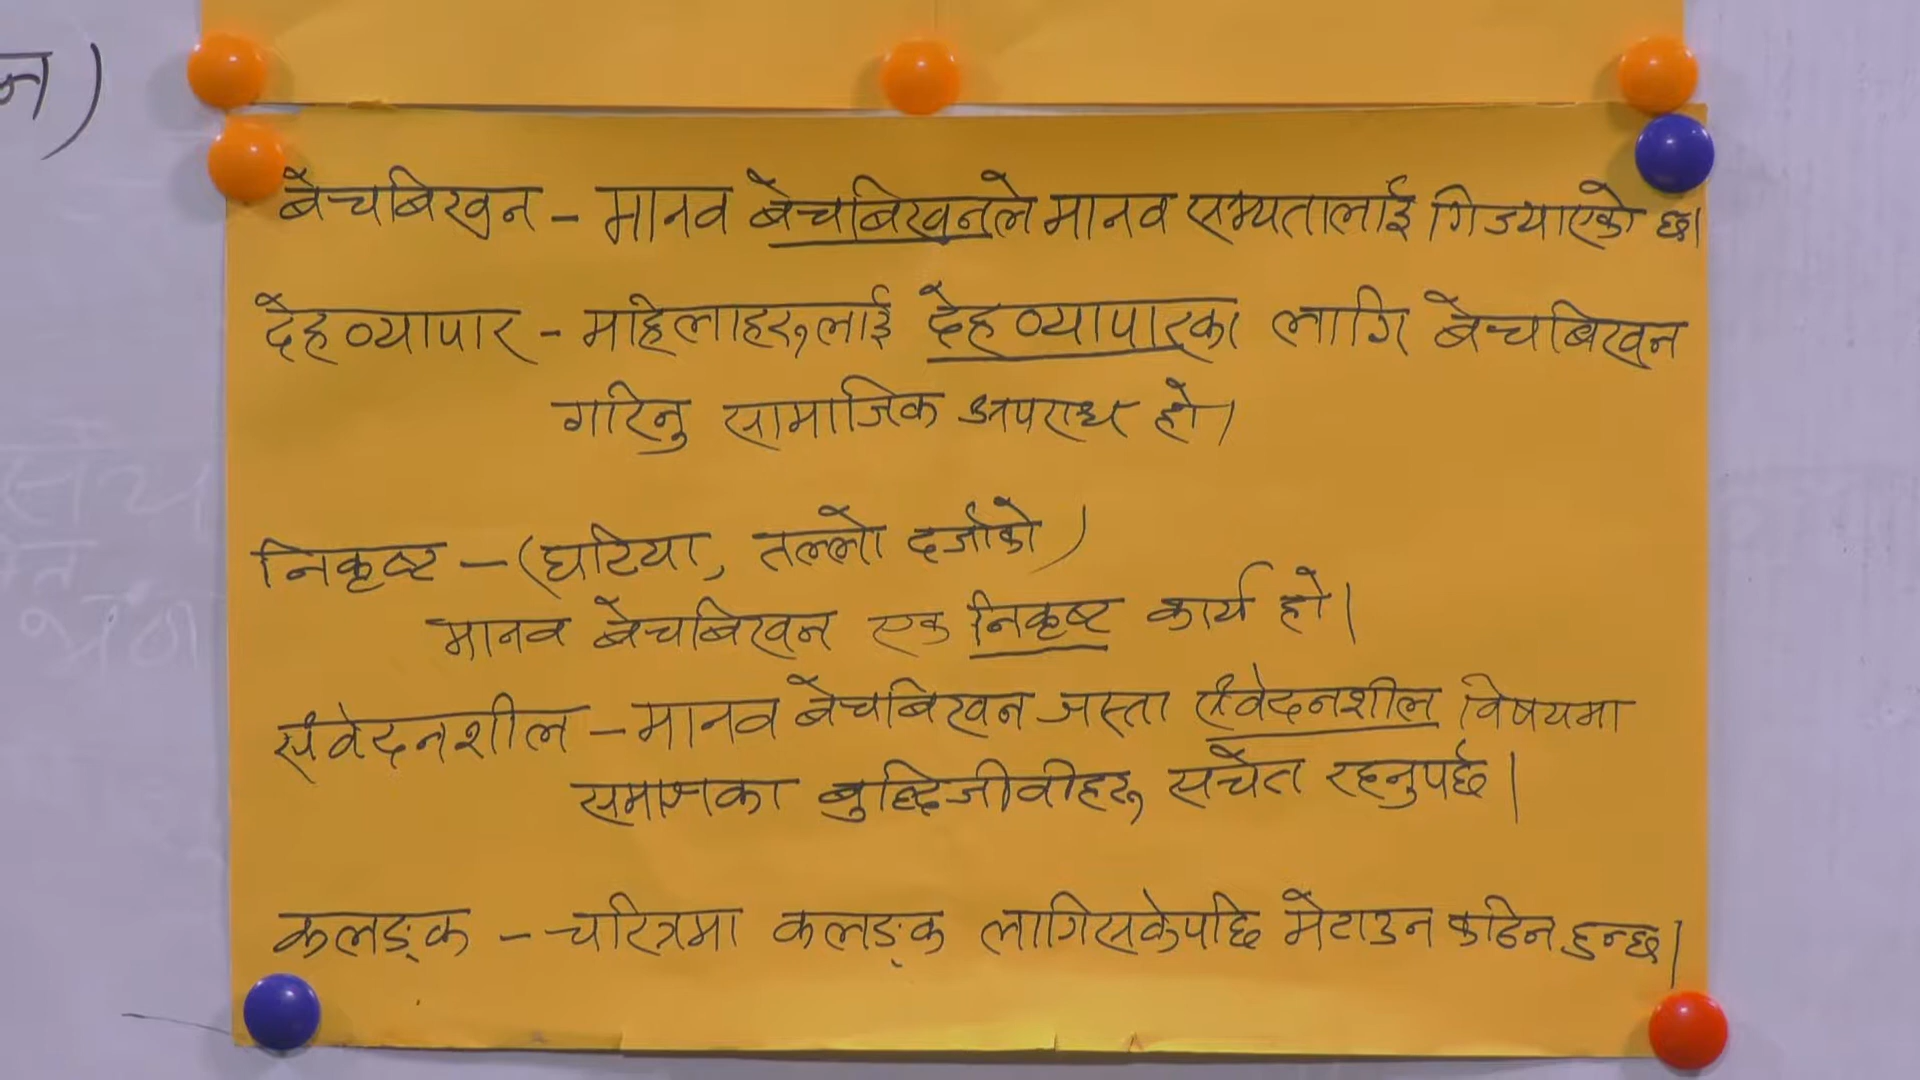 बेचबिखन - मानव बेचबिखनले मानव सभ्यतालाई गिज्याएको छ।
देहव्यापार - महिलाहरूलाई देहव्यापारका लागि बेचबिखन
गरिनु सामाजिक अपराध हो।
निकृष्ट - (घटिया, तल्लो दर्जाको)
मानव बेचबिखन एक निकृष्ट कार्य हो।
संवेदनशील - मानव बेचबिखन जस्ता संवेदनशील विषयमा
समाजका बुद्धिजीवीहरू सचेत रहनुपर्छ।
कलङ्क - चरित्रमा कलङ्क लागिसकेपछि मेटाउन कठिन हुन्छ।